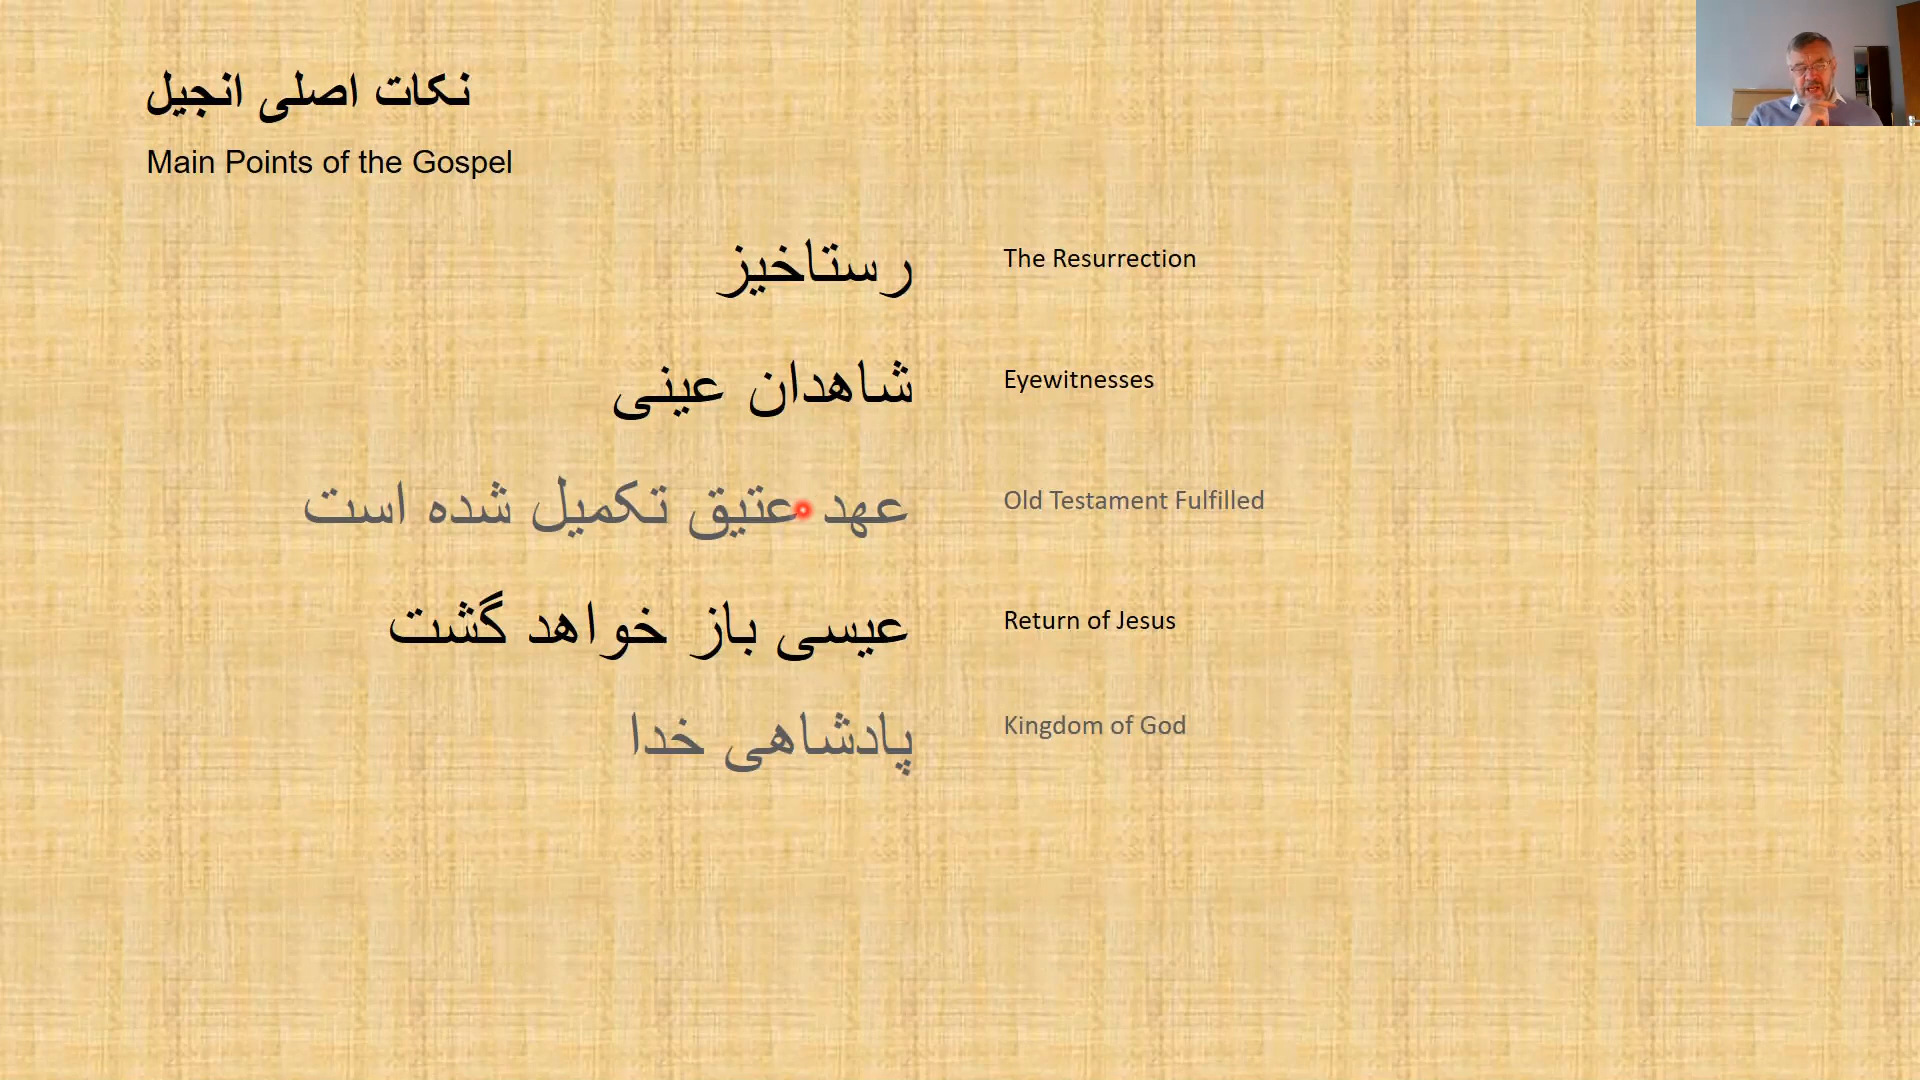 نکات اصلی انجیل
Main Points of the Gospel
رستاخیز
The Resurrection
شاهدان عینی
Eyewitnesses
عهد عتیق تکمیل شده است
Old Testament Fulfilled
عیسی باز خواهد گشت
Return of Jesus
پادشاهی خدا
Kingdom of God